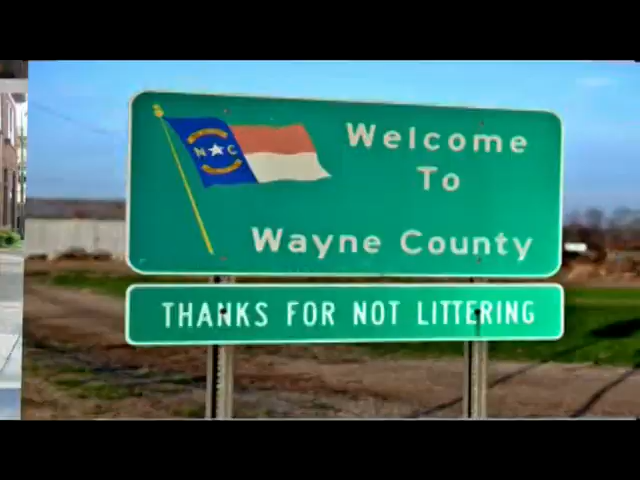 N ★ C
Welcome
To
Wayne County
THANKS FOR NOT LITTERING